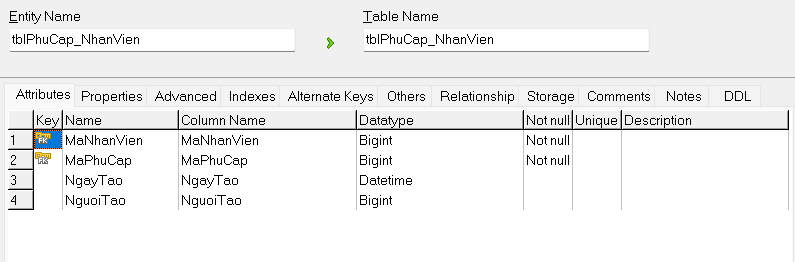 Entity Name
Table Name
tblPhuCap_NhanVien
tblPhuCap_NhanVien
Attributes Properties Advanced Indexes Alternate Keys Others Relationship Storage Comments Notes DDL
Key Name Column Name Datatype Not null Unique Description
1 MaNhanVien MaNhanVien Bigint Not null
2 MaPhuCap MaPhuCap Bigint Not null
3 NgayTao NgayTao Datetime
4 NguoiTao NguoiTao Bigint